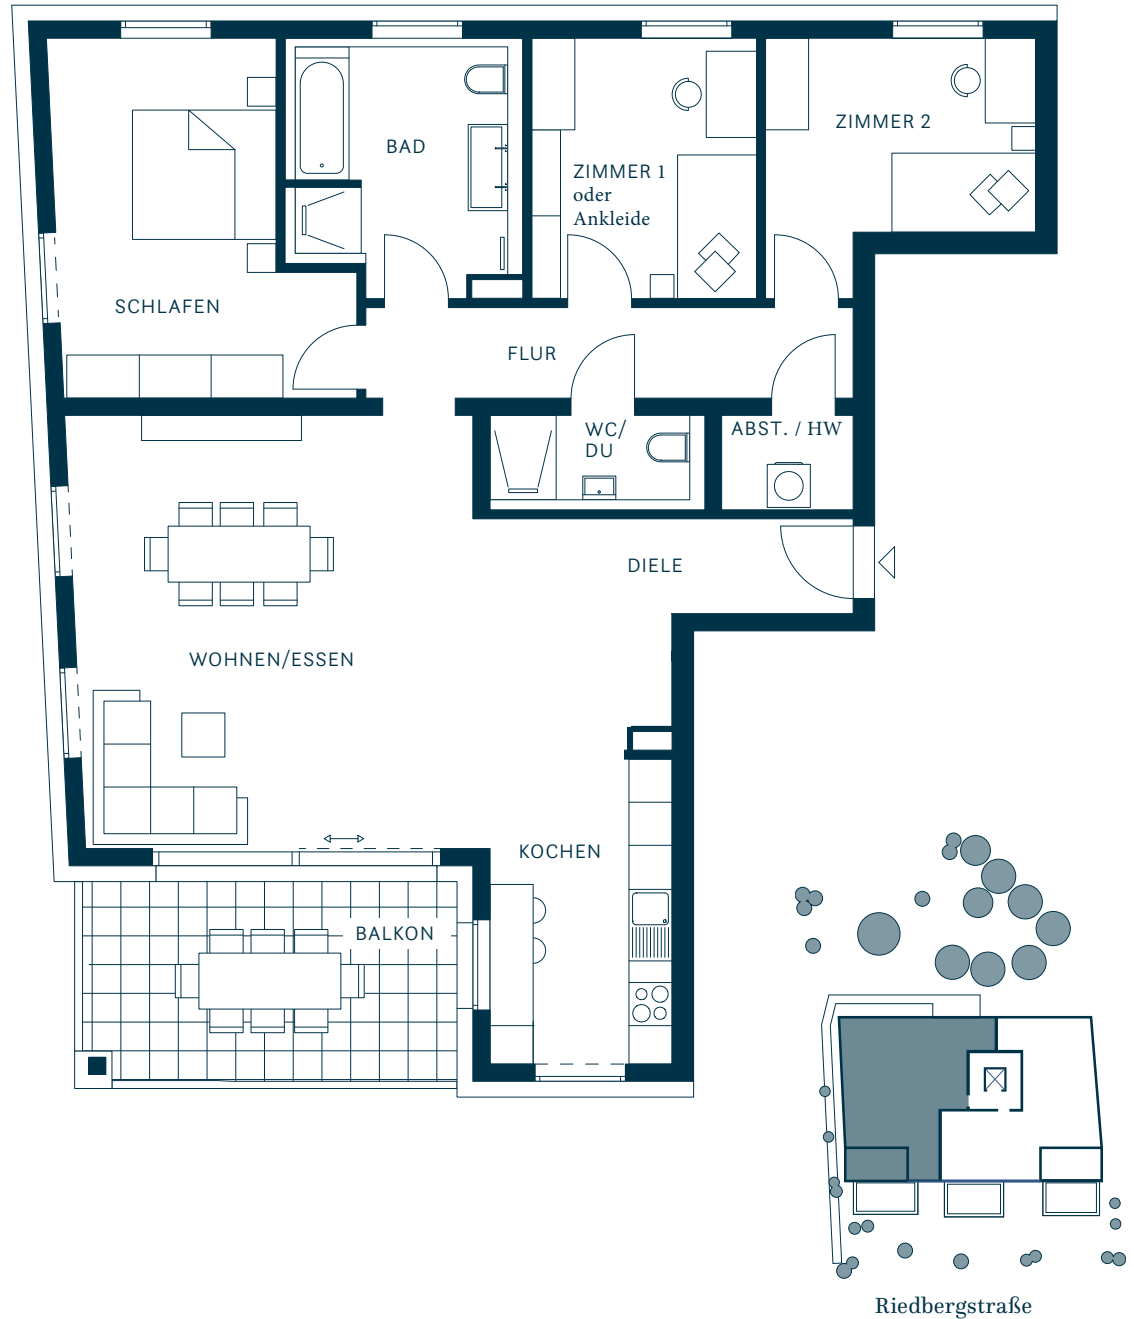 BAD
ZIMMER 2
ZIMMER 1
oder
Ankleide
SCHLAFEN
FLUR
WC/
DU
ABST. / HW
DIELE
WOHNEN/ESSEN
KOCHEN
BALKON
Riedbergstraße